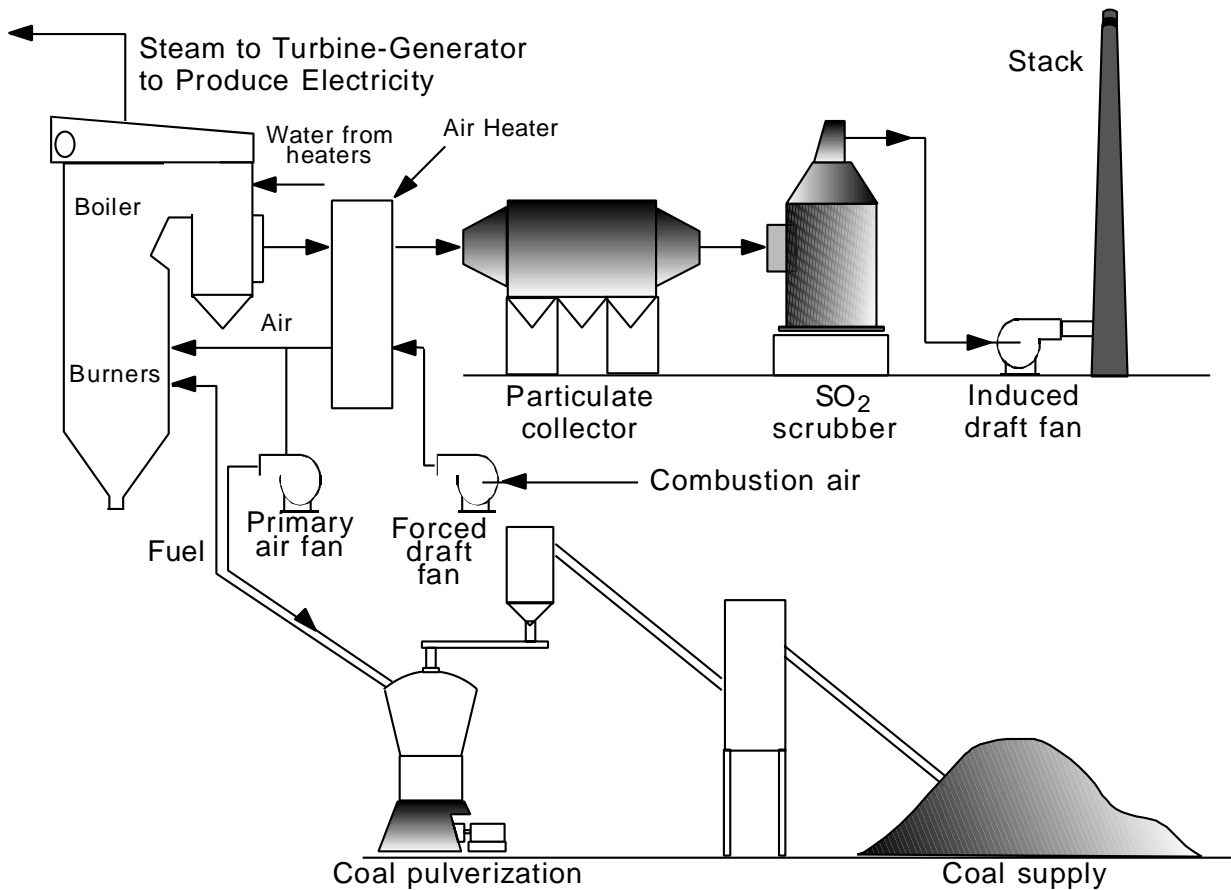 Steam to Turbine-Generator
to Produce Electricity
Stack
Water from
heaters
Air Heater
Boiler
Air
Burners
Particulate
collector
SO2
scrubber
Induced
draft fan
Combustion air
Primary
air fan
Forced
draft
fan
Fuel
Coal pulverization
Coal supply